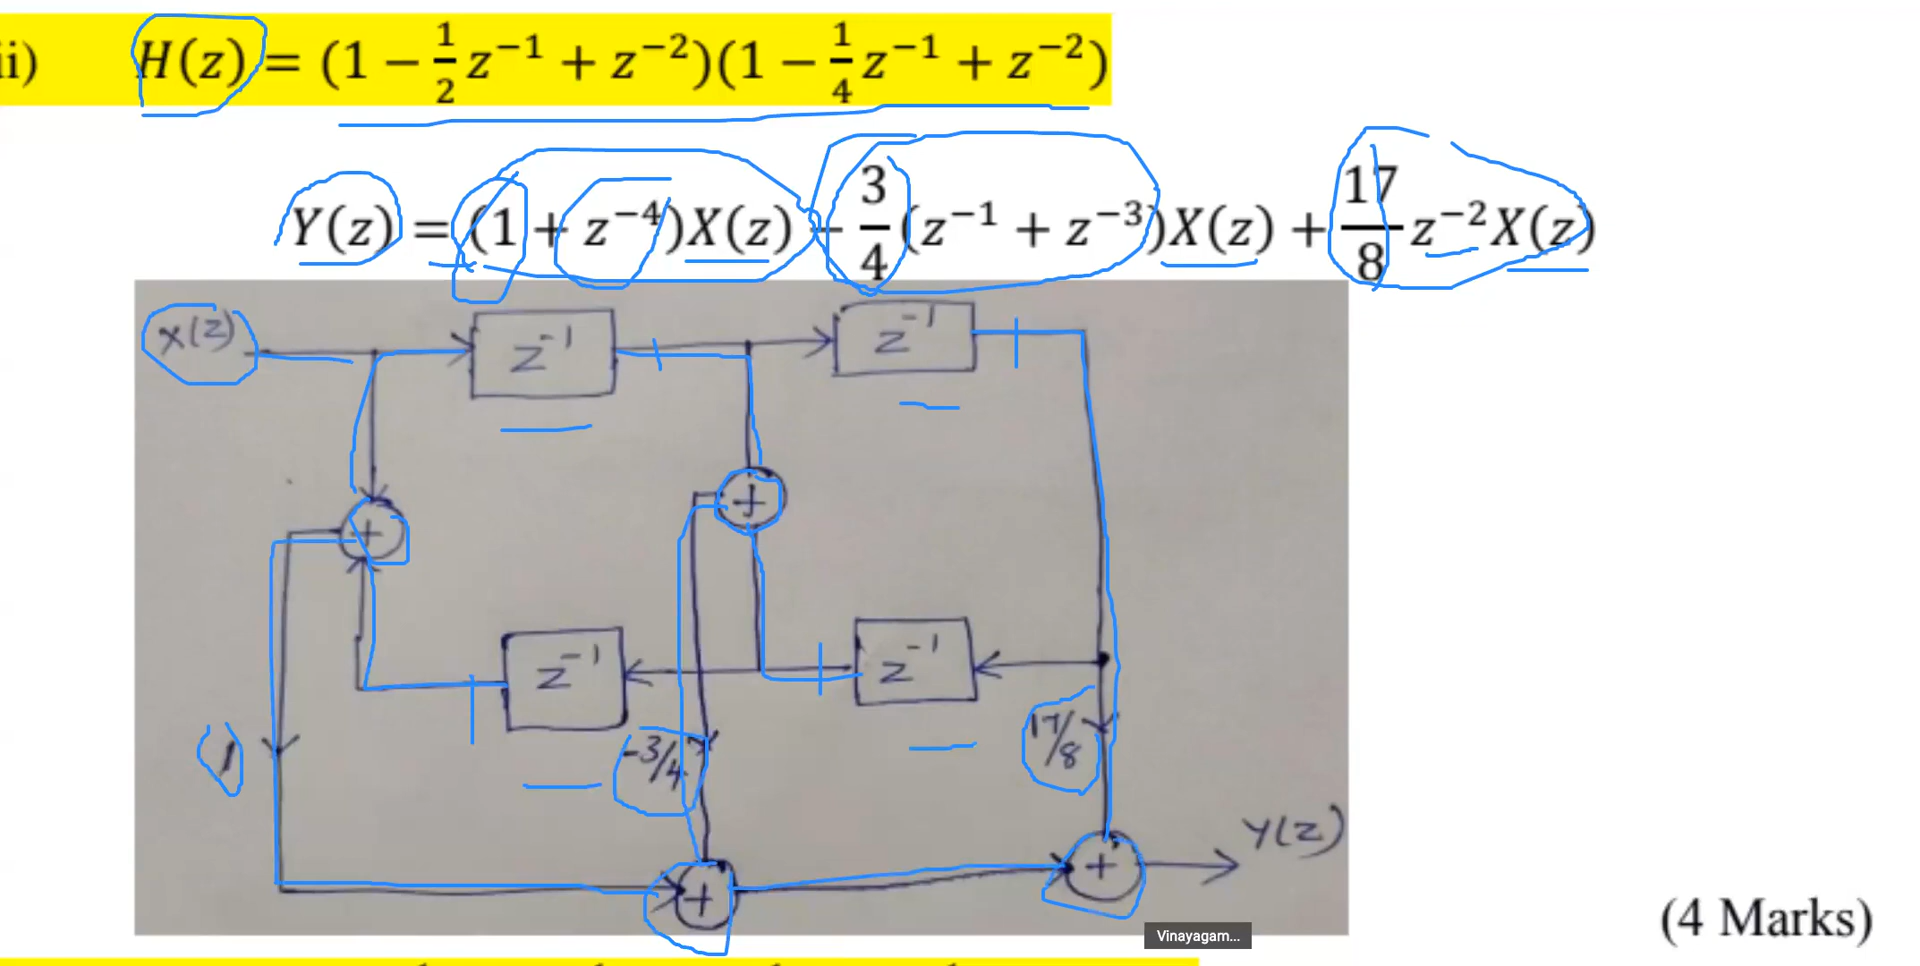 ii) H(z) = (1 − 1/2 z⁻¹ + z⁻²)(1 − 1/4 z⁻¹ + z⁻²)
Y(z) = (1 + z⁻⁴)X(z) − 3/4 (z⁻¹ + z⁻³)X(z) + 17/8 z⁻²X(z)
X(z)
z⁻¹
z⁻¹
+
+
z⁻¹
z⁻¹
1
-3/4
17/8
+
+
Y(z)
(4 Marks)
Vinayagam...